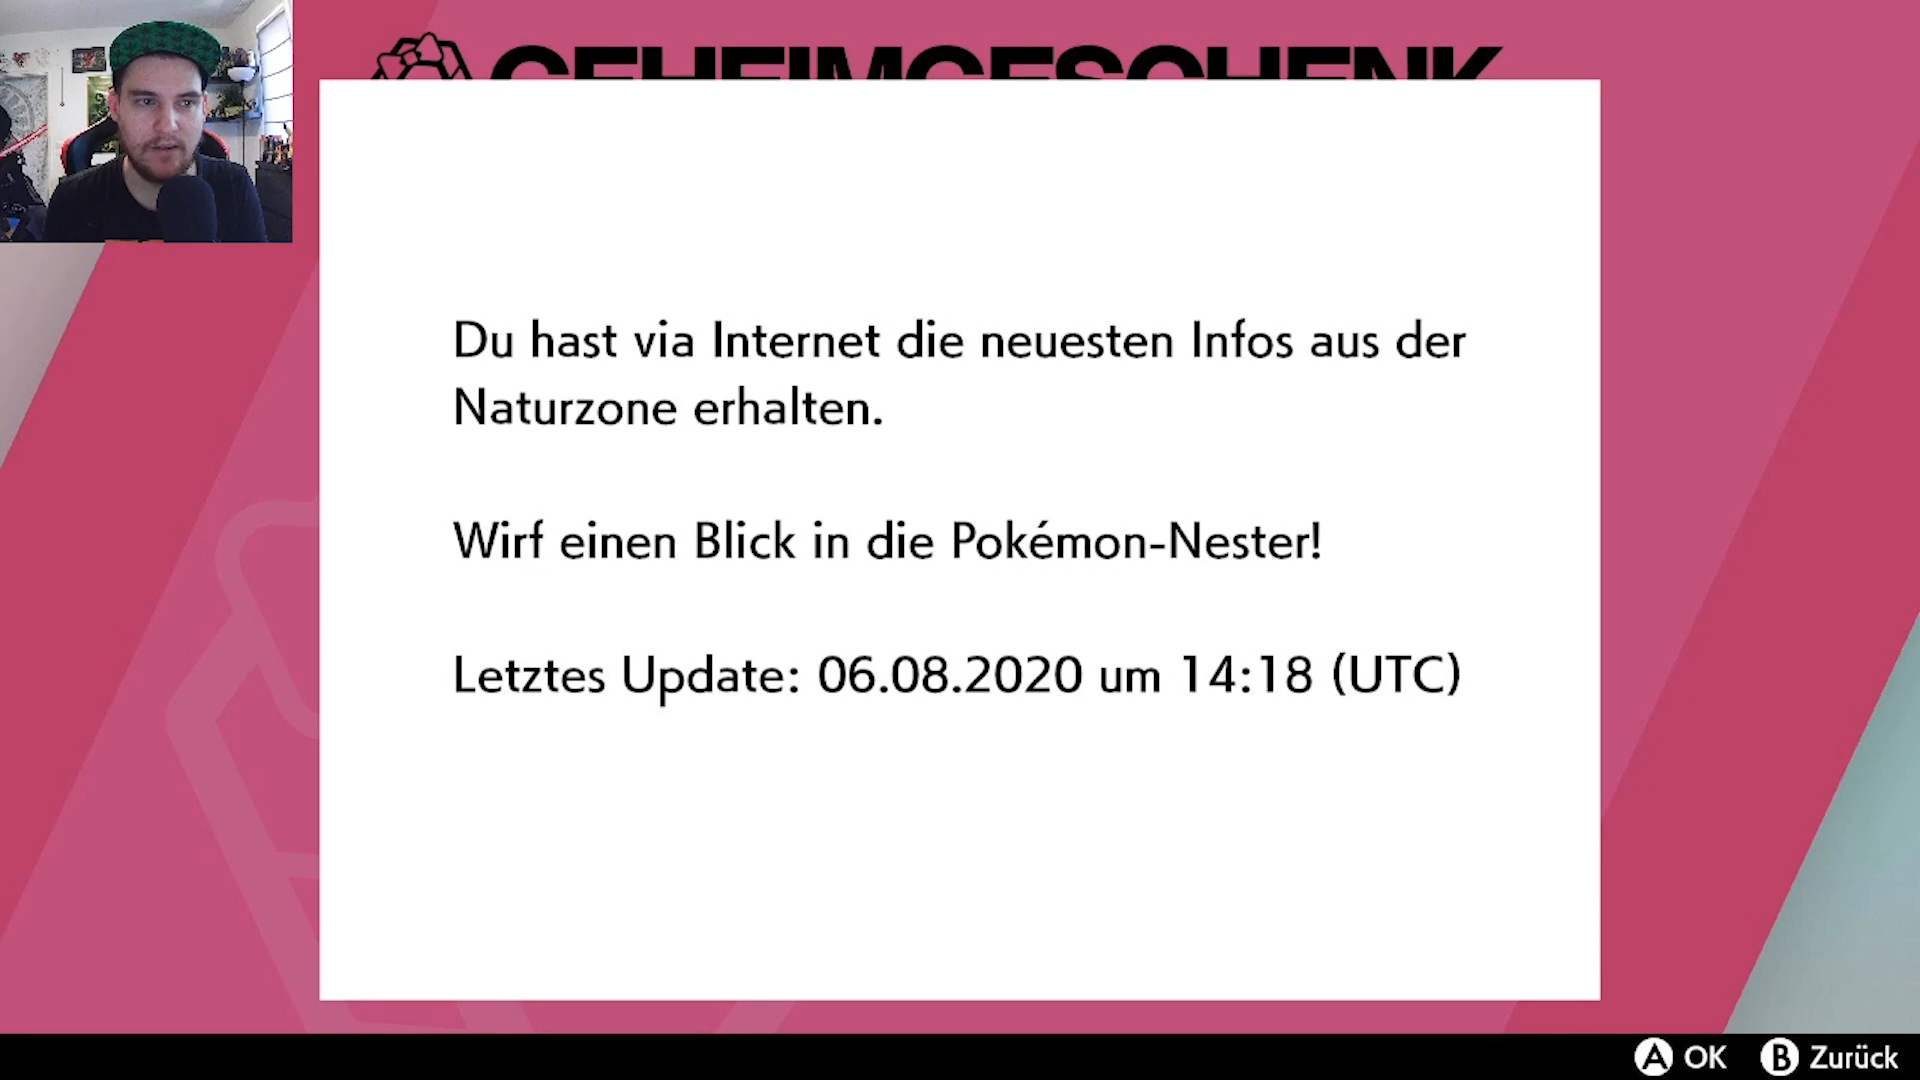 GEHEIMGESCHENK
Du hast via Internet die neuesten Infos aus der
Naturzone erhalten.
Wirf einen Blick in die Pokémon-Nester!
Letztes Update: 06.08.2020 um 14:18 (UTC)
A OK B Zurück